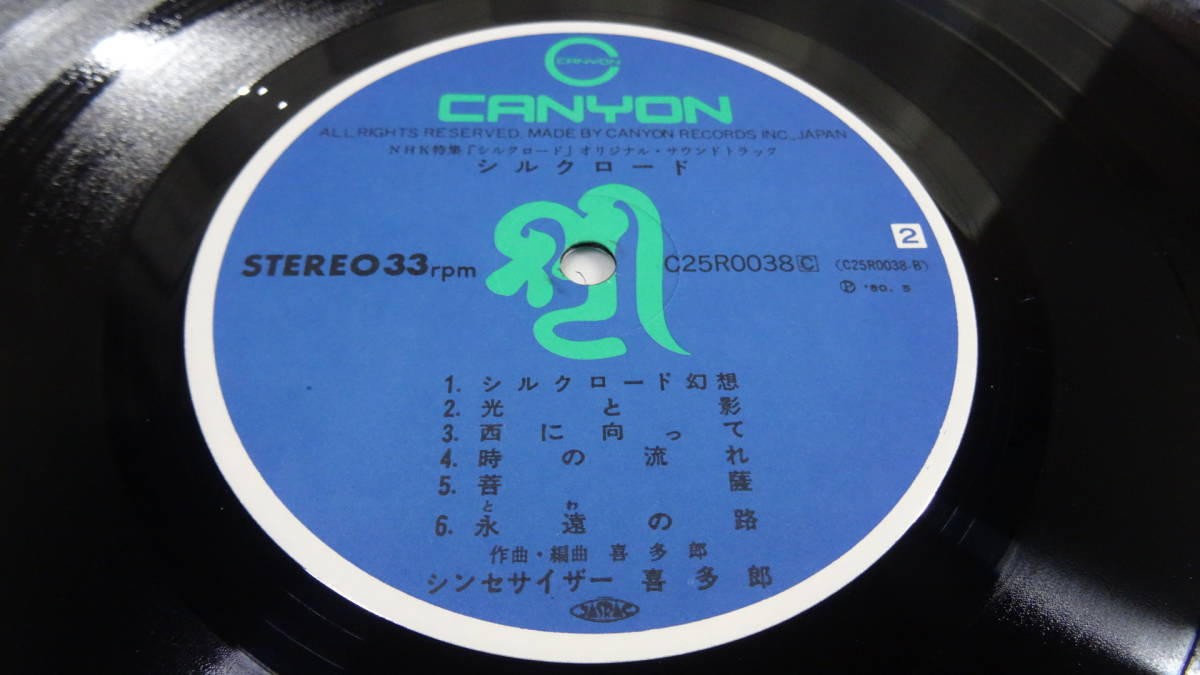 CANYON
CANYON
ALL RIGHTS RESERVED. MADE BY CANYON RECORDS INC., JAPAN
NHK特集「シルクロード」オリジナル・サウンドトラック
シルクロード
2
STEREO 33 rpm
C25R0038 C (C25R0038-B)
Ⓟ '80. 5
1. シルクロード幻想
2. 光と影
3. 西に向って
4. 時の流れ
5. 菩薩
とわ
6. 永遠の路
作曲・編曲 喜多郎
シンセサイザー 喜多郎
JASRAC